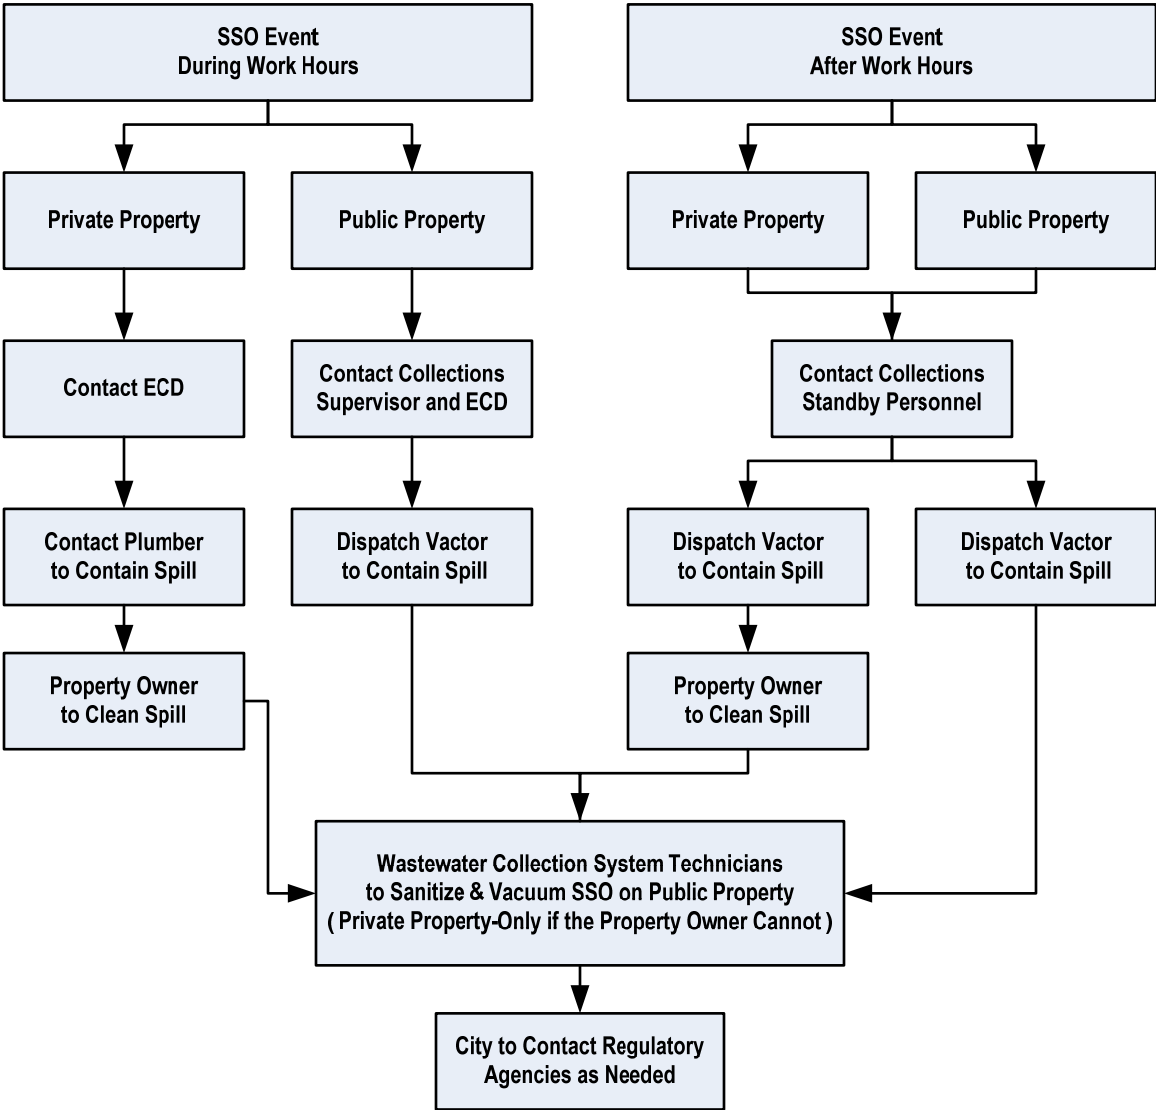 SSO Event
During Work Hours
SSO Event
After Work Hours
Private Property
Public Property
Private Property
Public Property
Contact ECD
Contact Collections
Supervisor and ECD
Contact Collections
Standby Personnel
Contact Plumber
to Contain Spill
Dispatch Vactor
to Contain Spill
Dispatch Vactor
to Contain Spill
Dispatch Vactor
to Contain Spill
Property Owner
to Clean Spill
Property Owner
to Clean Spill
Wastewater Collection System Technicians
to Sanitize & Vacuum SSO on Public Property
( Private Property-Only if the Property Owner Cannot )
City to Contact Regulatory
Agencies as Needed